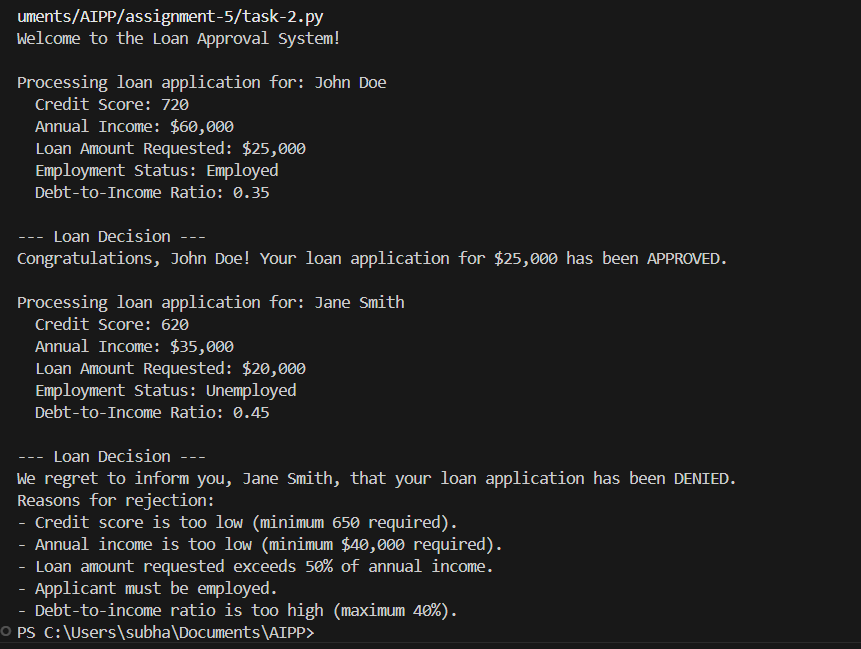 uments/AIPP/assignment-5/task-2.py
Welcome to the Loan Approval System!
Processing loan application for: John Doe
Credit Score: 720
Annual Income: $60,000
Loan Amount Requested: $25,000
Employment Status: Employed
Debt-to-Income Ratio: 0.35
--- Loan Decision ---
Congratulations, John Doe! Your loan application for $25,000 has been APPROVED.
Processing loan application for: Jane Smith
Credit Score: 620
Annual Income: $35,000
Loan Amount Requested: $20,000
Employment Status: Unemployed
Debt-to-Income Ratio: 0.45
--- Loan Decision ---
We regret to inform you, Jane Smith, that your loan application has been DENIED.
Reasons for rejection:
- Credit score is too low (minimum 650 required).
- Annual income is too low (minimum $40,000 required).
- Loan amount requested exceeds 50% of annual income.
- Applicant must be employed.
- Debt-to-income ratio is too high (maximum 40%).
PS C:\Users\subha\Documents\AIPP>